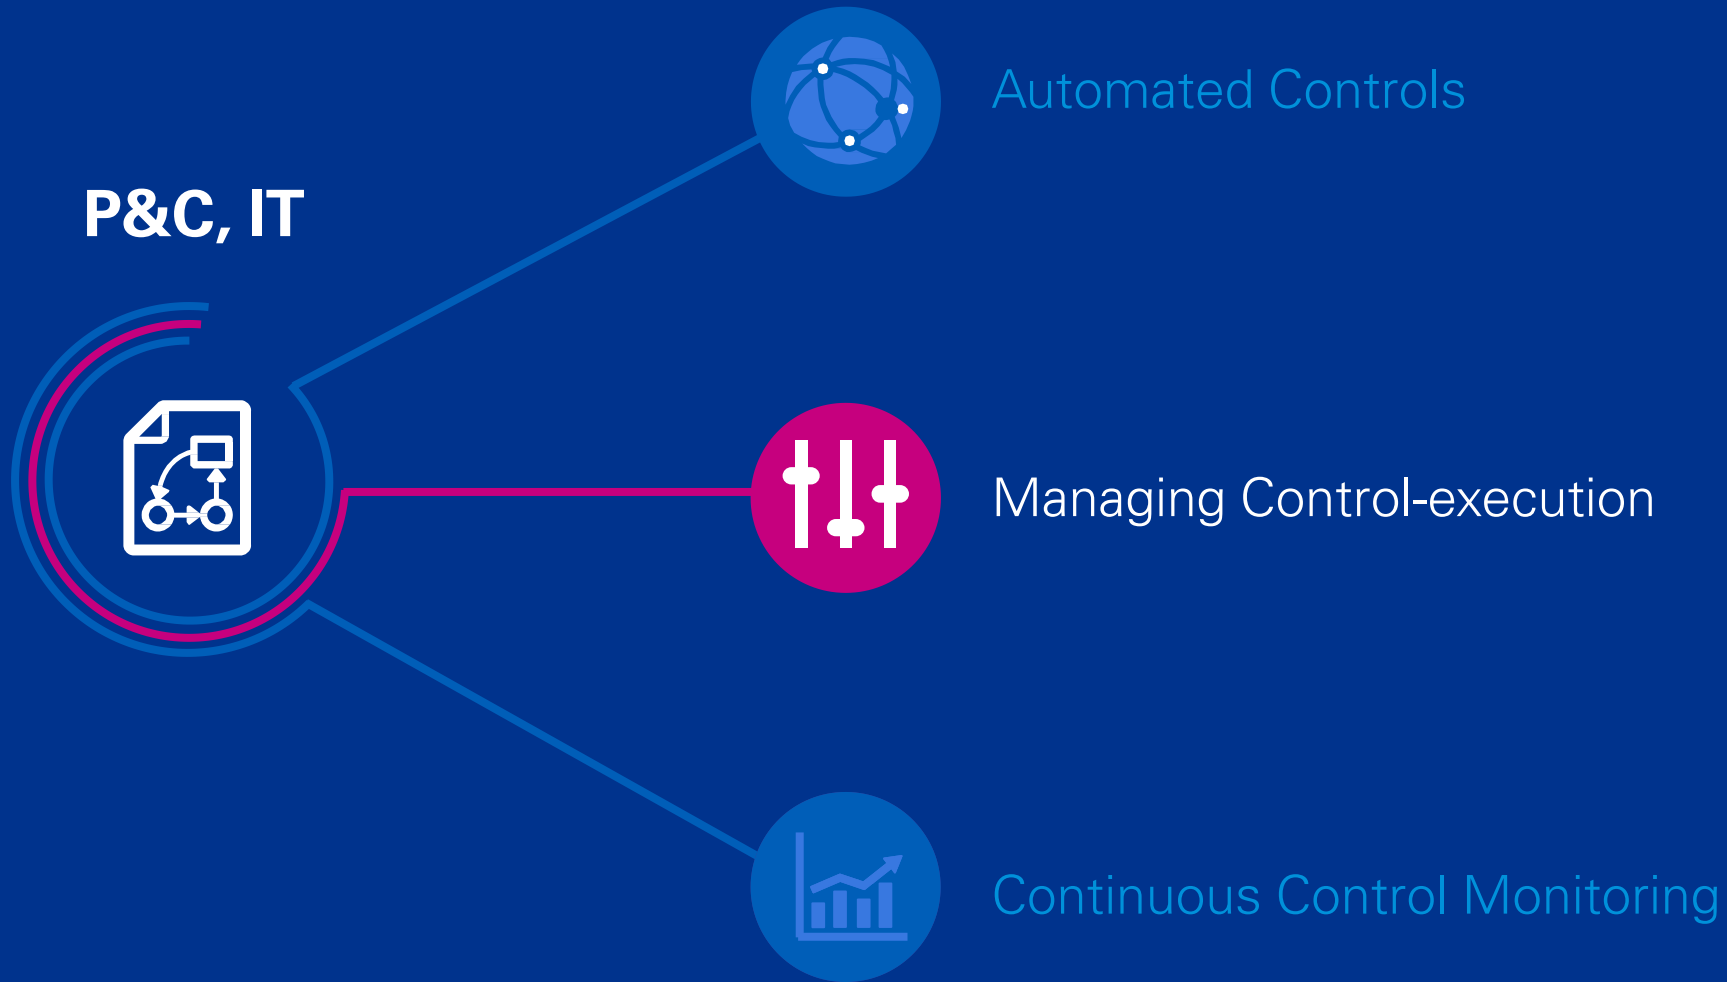 Automated Controls
P&C, IT
Managing Control-execution
Continuous Control Monitoring